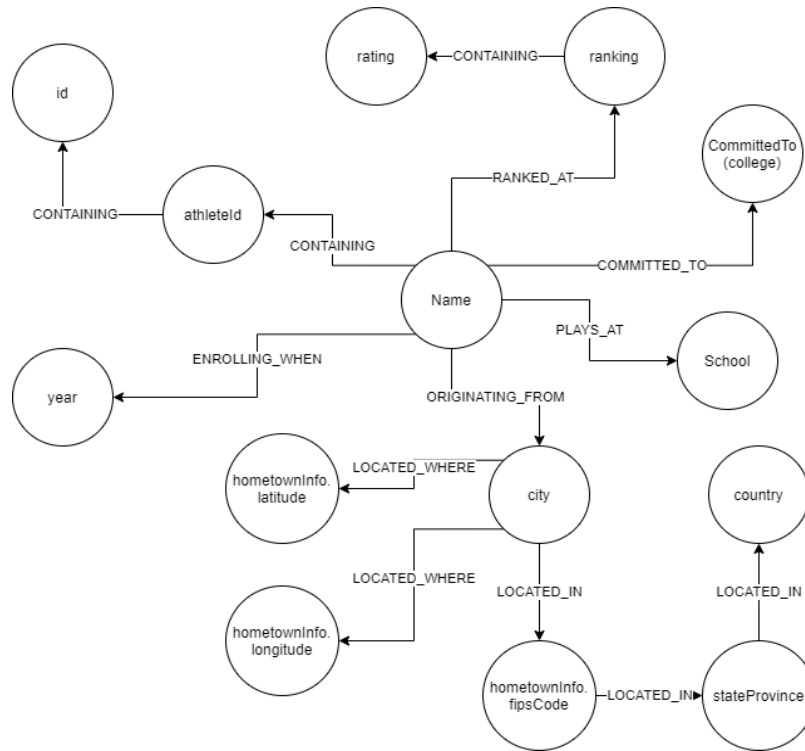 rating
CONTAINING
ranking
id
CommittedTo
(college)
RANKED_AT
CONTAINING
athleteId
CONTAINING
COMMITTED_TO
Name
PLAYS_AT
ENROLLING_WHEN
School
year
ORIGINATING_FROM
hometownInfo.
latitude
LOCATED_WHERE
city
country
LOCATED_WHERE
LOCATED_IN
LOCATED_IN
hometownInfo.
longitude
hometownInfo.
fipsCode
LOCATED_IN
stateProvince